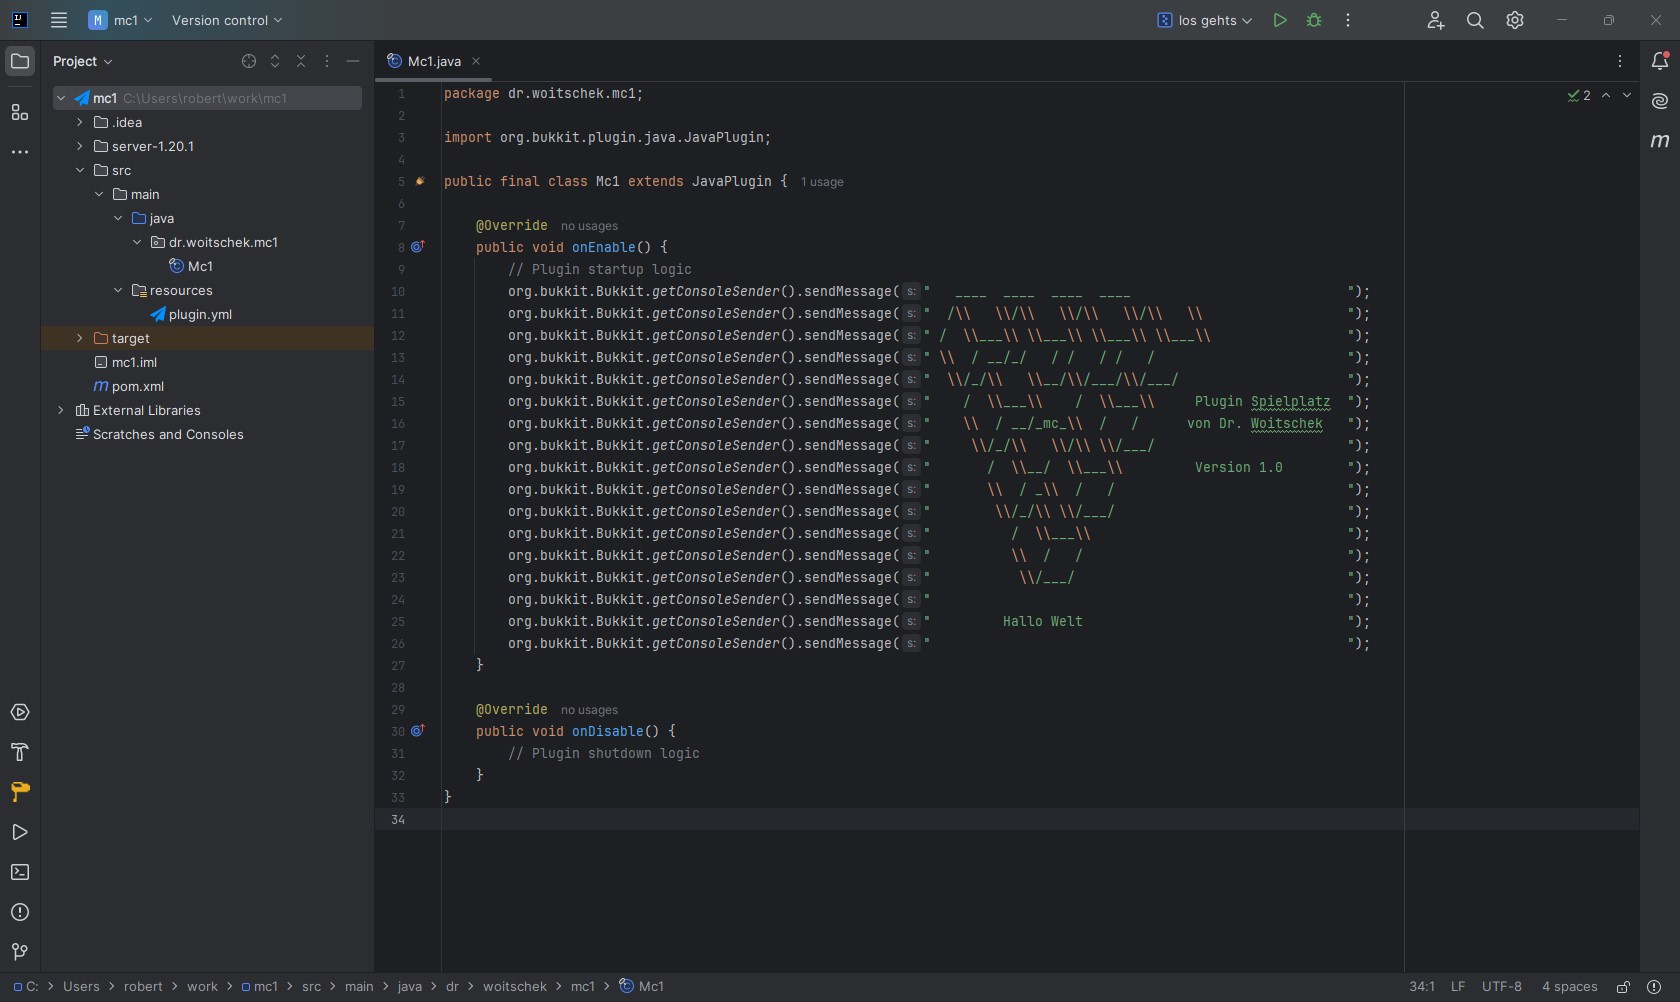 mc1
Version control
los gehts
Project
Mc1.java
mc1 C:\Users\robert\work\mc1
.idea
server-1.20.1
src
main
java
dr.woitschek.mc1
Mc1
resources
plugin.yml
target
mc1.iml
m pom.xml
External Libraries
Scratches and Consoles
2
m
1 package dr.woitschek.mc1;
2
3 import org.bukkit.plugin.java.JavaPlugin;
4
5 public final class Mc1 extends JavaPlugin { 1 usage
6
7     @Override no usages
8     public void onEnable() {
9         // Plugin startup logic
10         org.bukkit.Bukkit.getConsoleSender().sendMessage( s: "   ____  ____  ____  ____                           ");
11         org.bukkit.Bukkit.getConsoleSender().sendMessage( s: "  /\\   \\/\\   \\/\\   \\/\\   \\                  ");
12         org.bukkit.Bukkit.getConsoleSender().sendMessage( s: " /  \\___\\ \\___\\ \\___\\ \\___\\                 ");
13         org.bukkit.Bukkit.getConsoleSender().sendMessage( s: " \\  / __/_/   / /   / /   /                        ");
14         org.bukkit.Bukkit.getConsoleSender().sendMessage( s: "  \\/_/\\   \\__/\\/___/\\/___/                     ");
15         org.bukkit.Bukkit.getConsoleSender().sendMessage( s: "    /  \\___\\    /  \\___\\     Plugin Spielplatz  ");
16         org.bukkit.Bukkit.getConsoleSender().sendMessage( s: "    \\  / __/_mc_\\  /   /      von Dr. Woitschek   ");
17         org.bukkit.Bukkit.getConsoleSender().sendMessage( s: "     \\/_/\\   \\/\\ \\/___/                        ");
18         org.bukkit.Bukkit.getConsoleSender().sendMessage( s: "       /  \\__/  \\___\\         Version 1.0        ");
19         org.bukkit.Bukkit.getConsoleSender().sendMessage( s: "       \\  / _\\  /   /                             ");
20         org.bukkit.Bukkit.getConsoleSender().sendMessage( s: "        \\/_/\\ \\/___/                             ");
21         org.bukkit.Bukkit.getConsoleSender().sendMessage( s: "          /  \\___\\                                ");
22         org.bukkit.Bukkit.getConsoleSender().sendMessage( s: "          \\  /   /                                 ");
23         org.bukkit.Bukkit.getConsoleSender().sendMessage( s: "           \\/___/                                  ");
24         org.bukkit.Bukkit.getConsoleSender().sendMessage( s: "                                                    ");
25         org.bukkit.Bukkit.getConsoleSender().sendMessage( s: "         Hallo Welt                                 ");
26         org.bukkit.Bukkit.getConsoleSender().sendMessage( s: "                                                    ");
27     }
28
29     @Override no usages
30     public void onDisable() {
31         // Plugin shutdown logic
32     }
33 }
34
C: > Users > robert > work > mc1 > src > main > java > dr > woitschek > mc1 > Mc1
34:1 LF UTF-8 4 spaces